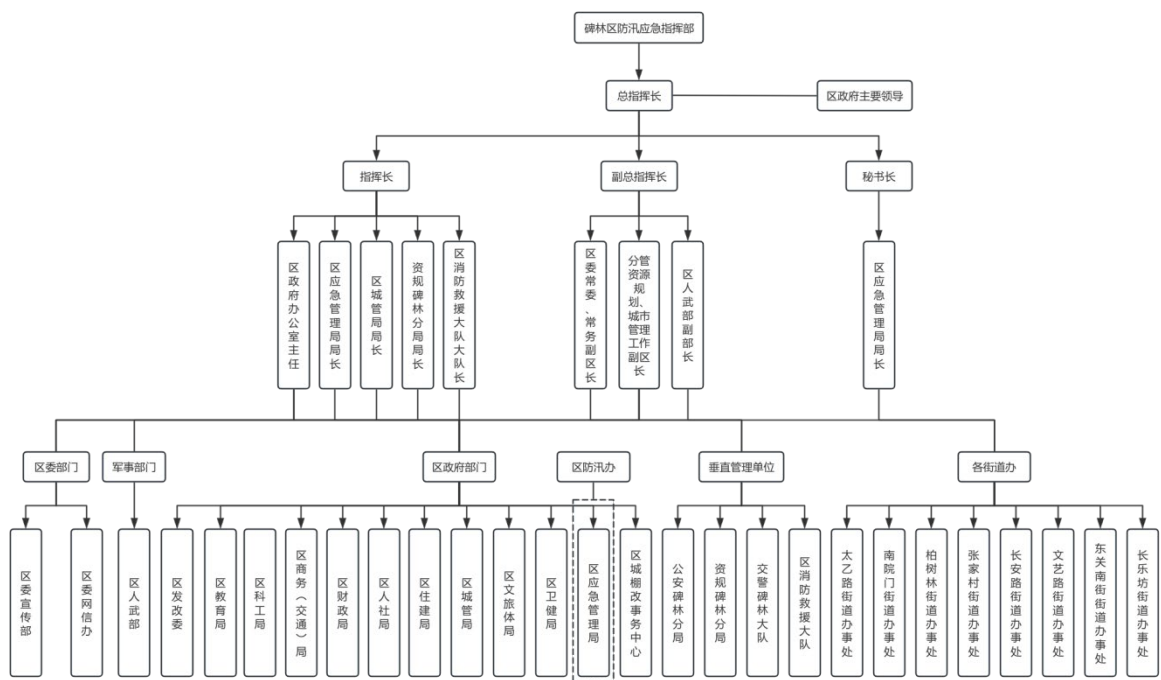 碑林区防汛应急指挥部
总指挥长
区政府主要领导
指挥长
副总指挥长
秘书长
区政府办公室主任
区应急管理局局长
区城管局局长
资规碑林分局局长
区消防救援大队大队长
区委常委、常务副区长
分管
资源
规
划、
城市
管理
工作
副区
长
区人武部副部长
区应急管理局局长
区委部门
军事部门
区政府部门
区防汛办
垂直管理单位
各街道办
区委宣传部
区委网信办
区人武部
区发改委
区教育局
区科工局
区商务（交通）局
区财政局
区人社局
区住建局
区城管局
区文旅体局
区卫健局
区应急管理局
区城棚改事务中心
公安碑林分局
资规碑林分局
交警碑林大队
区消防救援大队
太乙路街道办事处
南院门街道办事处
柏树林街道办事处
张家村街道办事处
长安路街道办事处
文艺路街道办事处
东关南街街道办事处
长乐坊街道办事处